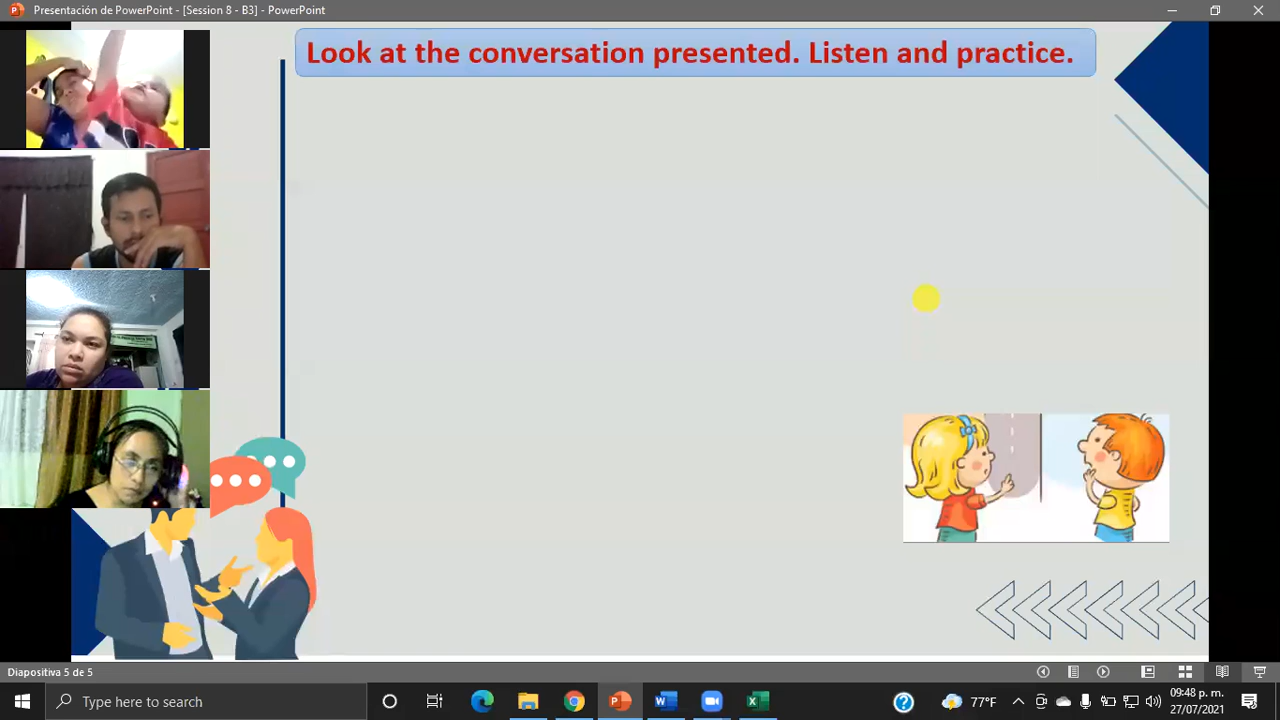 Presentación de PowerPoint - [Session 8 - B3] - PowerPoint
Look at the conversation presented. Listen and practice.
Diapositiva 5 de 5
Type here to search
77°F
09:48 p. m.
27/07/2021